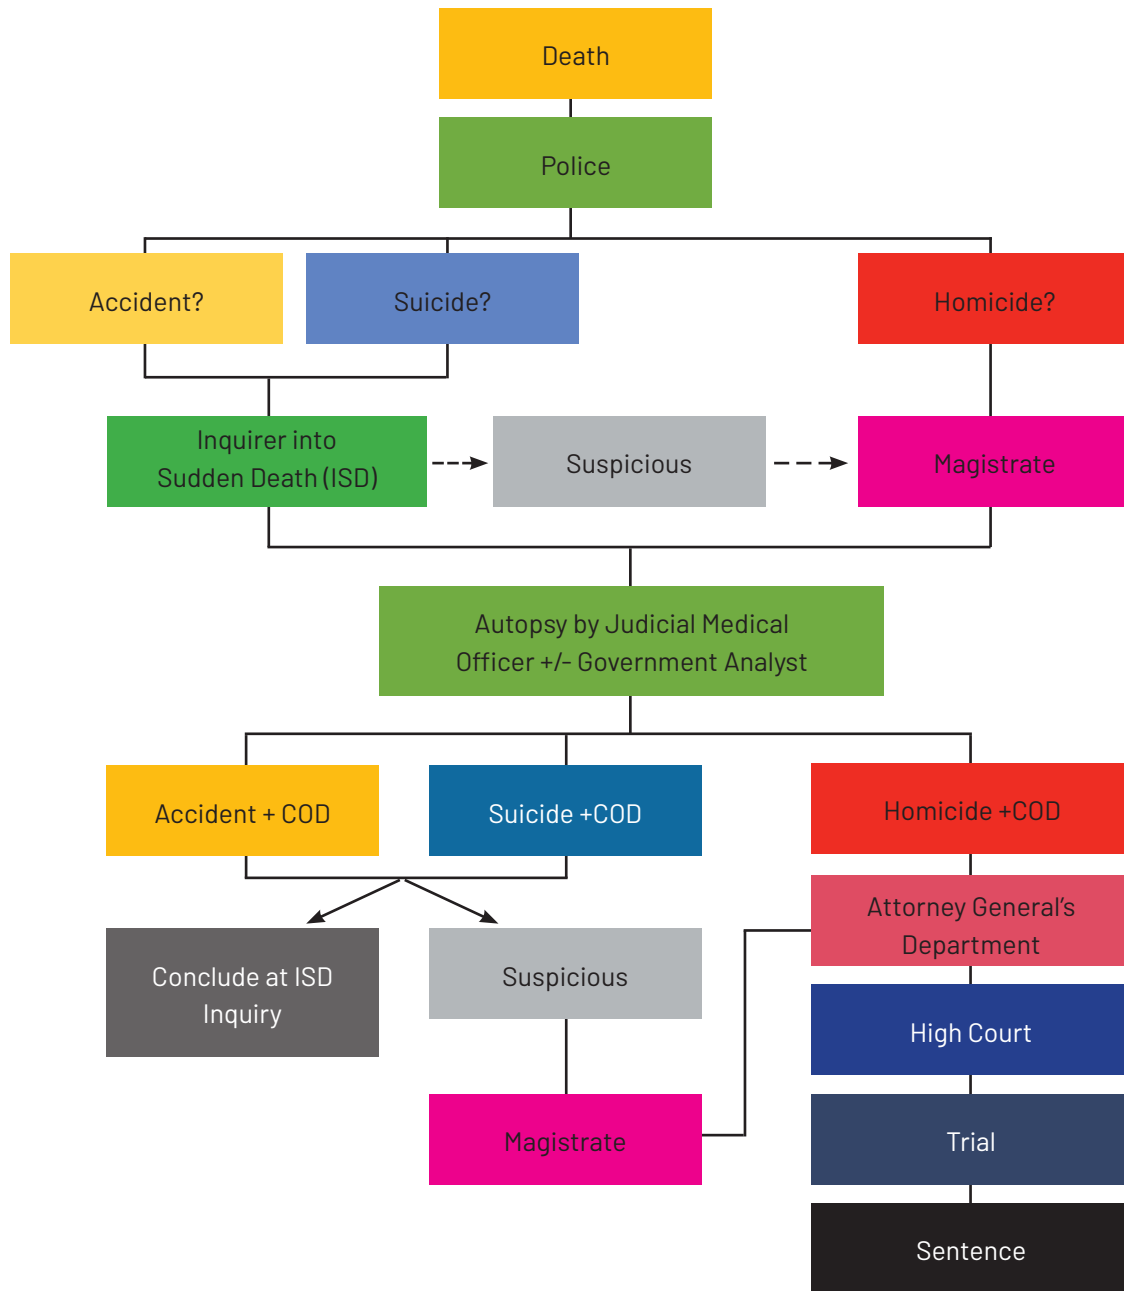 Death
Police
Accident?
Suicide?
Homicide?
Inquirer into
Sudden Death (ISD)
Suspicious
Magistrate
Autopsy by Judicial Medical
Officer +/- Government Analyst
Accident + COD
Suicide +COD
Homicide +COD
Attorney General's
Department
Conclude at ISD
Inquiry
Suspicious
High Court
Magistrate
Trial
Sentence